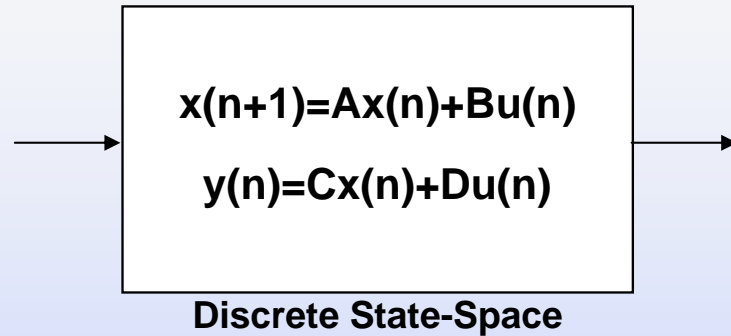 x(n+1)=Ax(n)+Bu(n)
y(n)=Cx(n)+Du(n)
Discrete State-Space